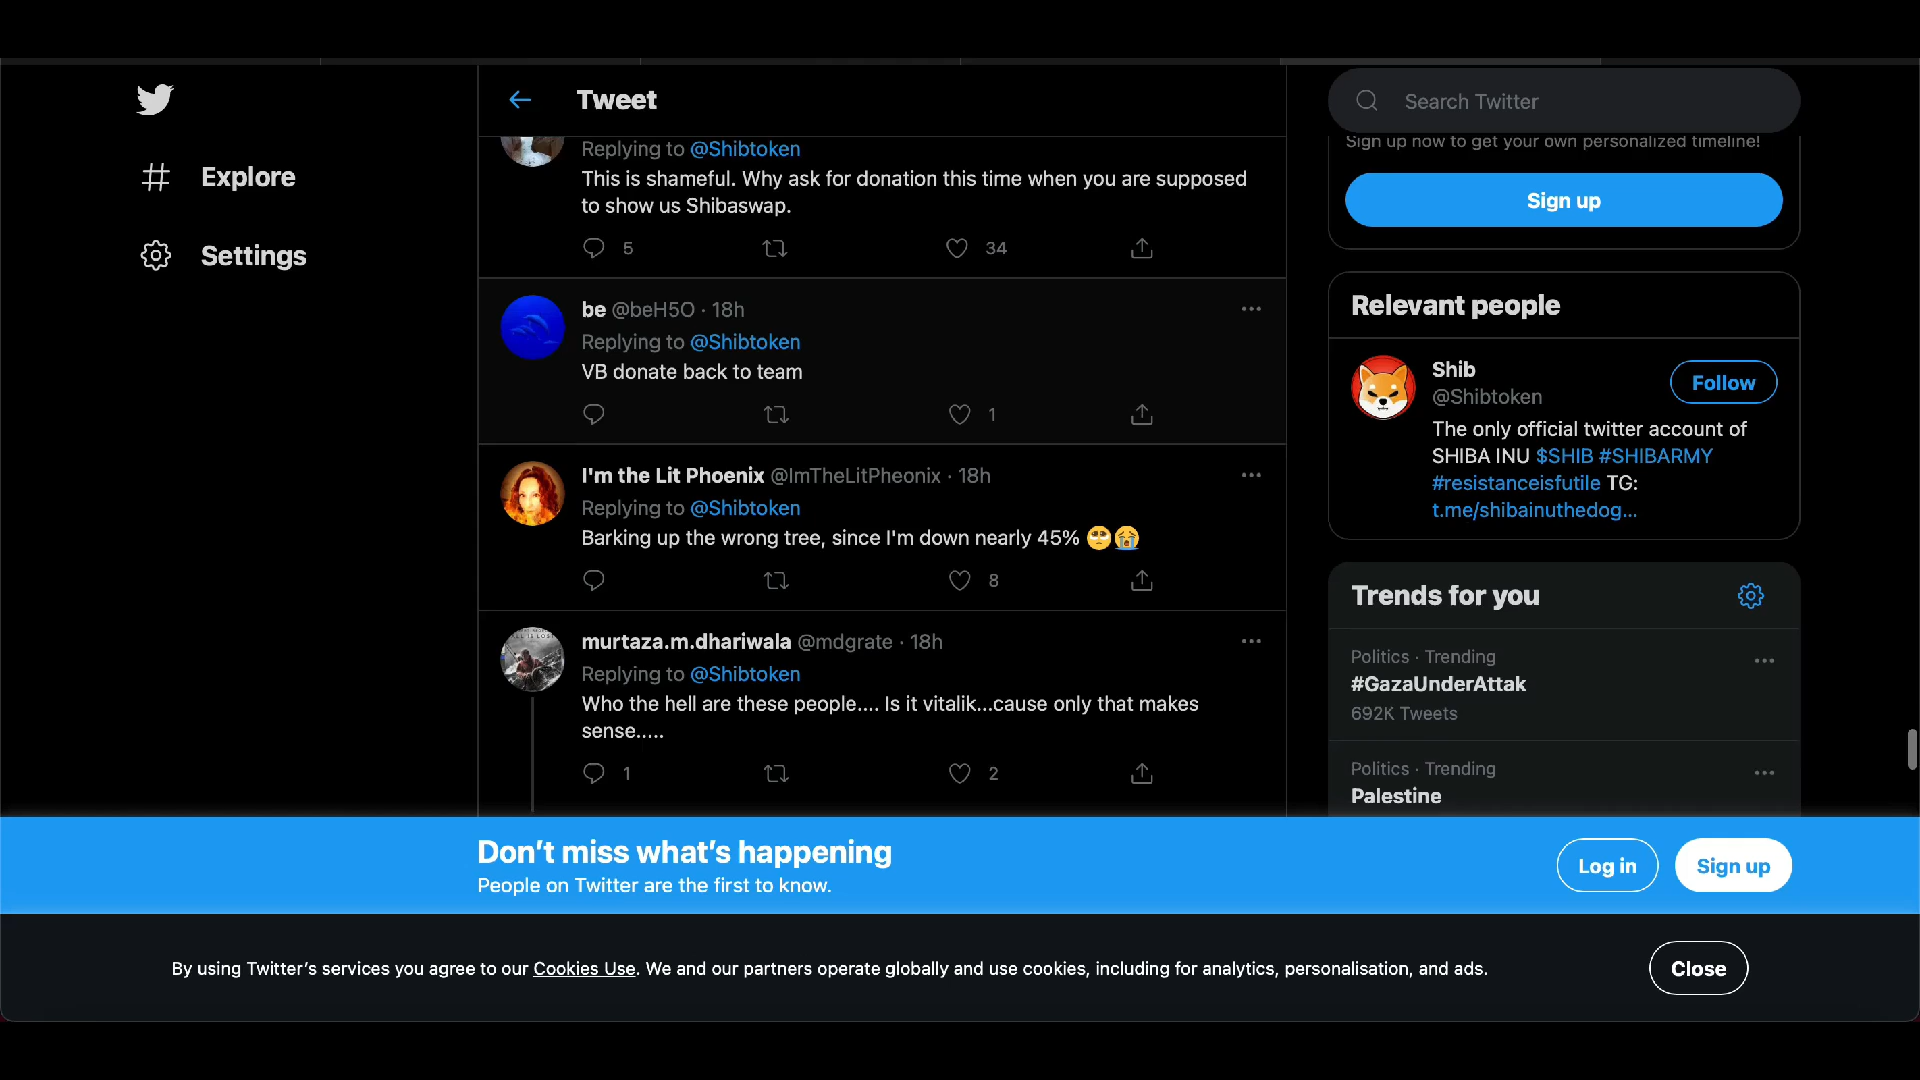 Tweet
Search Twitter
Explore
Settings
Replying to @Shibtoken
This is shameful. Why ask for donation this time when you are supposed
to show us Shibaswap.
5
34
be @beH5O · 18h
Replying to @Shibtoken
VB donate back to team
1
I'm the Lit Phoenix @ImTheLitPheonix · 18h
Replying to @Shibtoken
Barking up the wrong tree, since I'm down nearly 45% 🥺😭
8
murtaza.m.dhariwala @mdgrate · 18h
Replying to @Shibtoken
Who the hell are these people.... Is it vitalik...cause only that makes
sense.....
1
2
Sign up now to get your own personalized timeline!
Sign up
Relevant people
Shib
@Shibtoken
Follow
The only official twitter account of
SHIBA INU $SHIB #SHIBARMY
#resistanceisfutile TG:
t.me/shibainuthedog...
Trends for you
Politics · Trending
#GazaUnderAttak
692K Tweets
Politics · Trending
Palestine
Don't miss what's happening
People on Twitter are the first to know.
Log in
Sign up
By using Twitter's services you agree to our Cookies Use. We and our partners operate globally and use cookies, including for analytics, personalisation, and ads.
Close